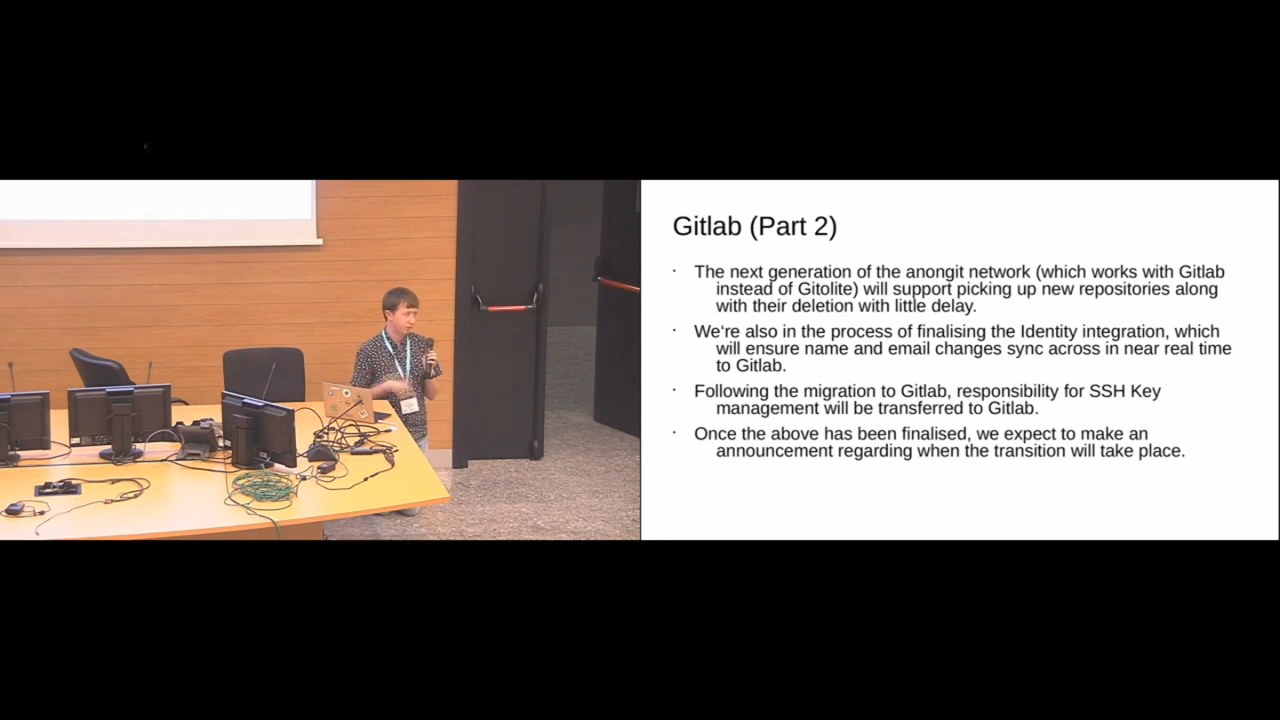 Gitlab (Part 2)
· The next generation of the anongit network (which works with Gitlab
instead of Gitolite) will support picking up new repositories along
with their deletion with little delay.
· We‘re also in the process of finalising the Identity integration, which
will ensure name and email changes sync across in near real time
to Gitlab.
· Following the migration to Gitlab, responsibility for SSH Key
management will be transferred to Gitlab.
· Once the above has been finalised, we expect to make an
announcement regarding when the transition will take place.